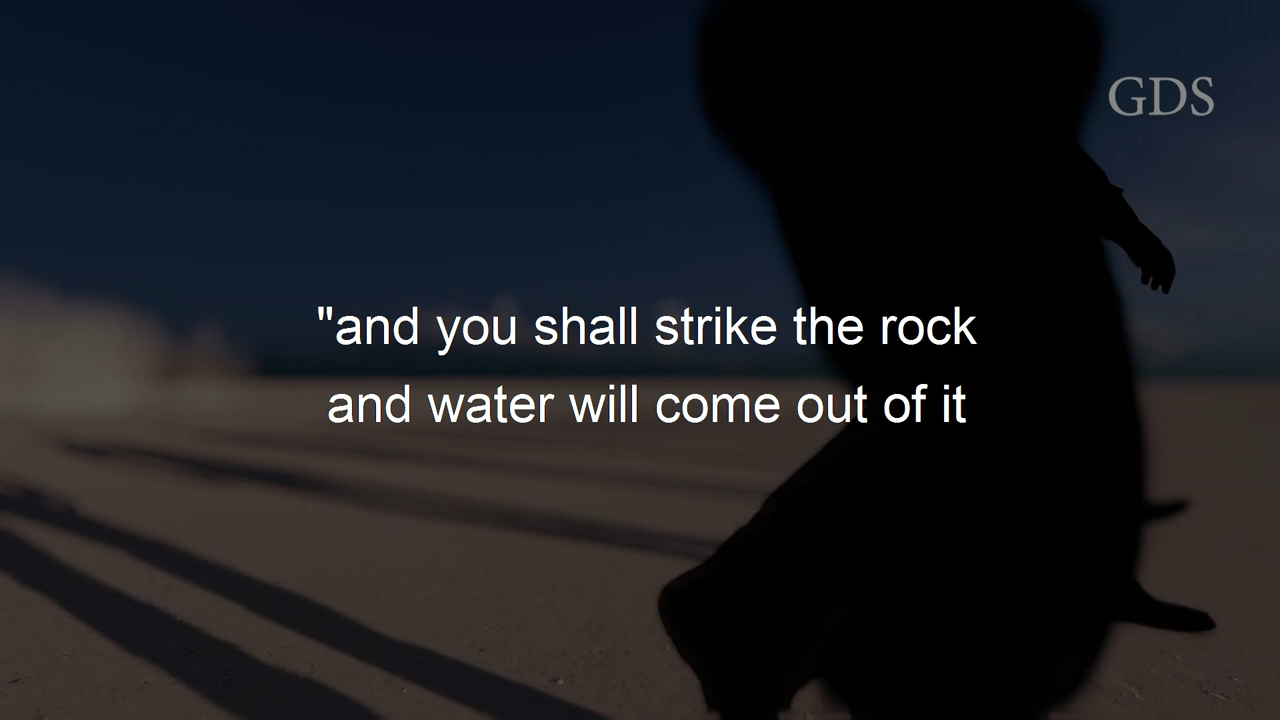 GDS
"and you shall strike the rock
and water will come out of it